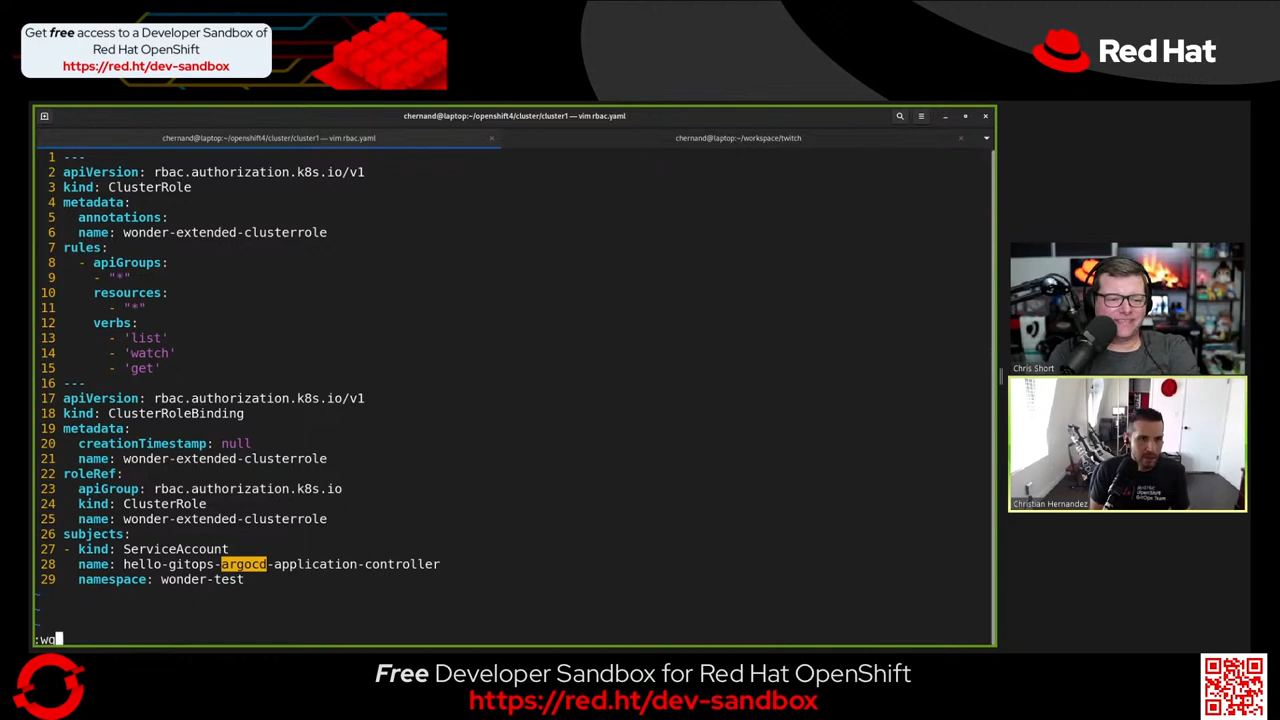 Get free access to a Developer Sandbox of
Red Hat OpenShift
https://red.ht/dev-sandbox
Red Hat
chernand@laptop:~/openshift4/cluster/cluster1 — vim rbac.yaml
chernand@laptop:~/openshift4/cluster/cluster1 — vim rbac.yaml
chernand@laptop:~/workspace/twitch
1 ---
2 apiVersion: rbac.authorization.k8s.io/v1
3 kind: ClusterRole
4 metadata:
5   annotations:
6   name: wonder-extended-clusterrole
7 rules:
8   - apiGroups:
9     - "*"
10     resources:
11       - "*"
12     verbs:
13       - 'list'
14       - 'watch'
15       - 'get'
16 ---
17 apiVersion: rbac.authorization.k8s.io/v1
18 kind: ClusterRoleBinding
19 metadata:
20   creationTimestamp: null
21   name: wonder-extended-clusterrole
22 roleRef:
23   apiGroup: rbac.authorization.k8s.io
24   kind: ClusterRole
25   name: wonder-extended-clusterrole
26 subjects:
27 - kind: ServiceAccount
28   name: hello-gitops-argocd-application-controller
29   namespace: wonder-test
~
~
~
:wq
Chris Short
Red Hat
OpenShift
GitOps Team
Christian Hernandez
Free Developer Sandbox for Red Hat OpenShift
https://red.ht/dev-sandbox